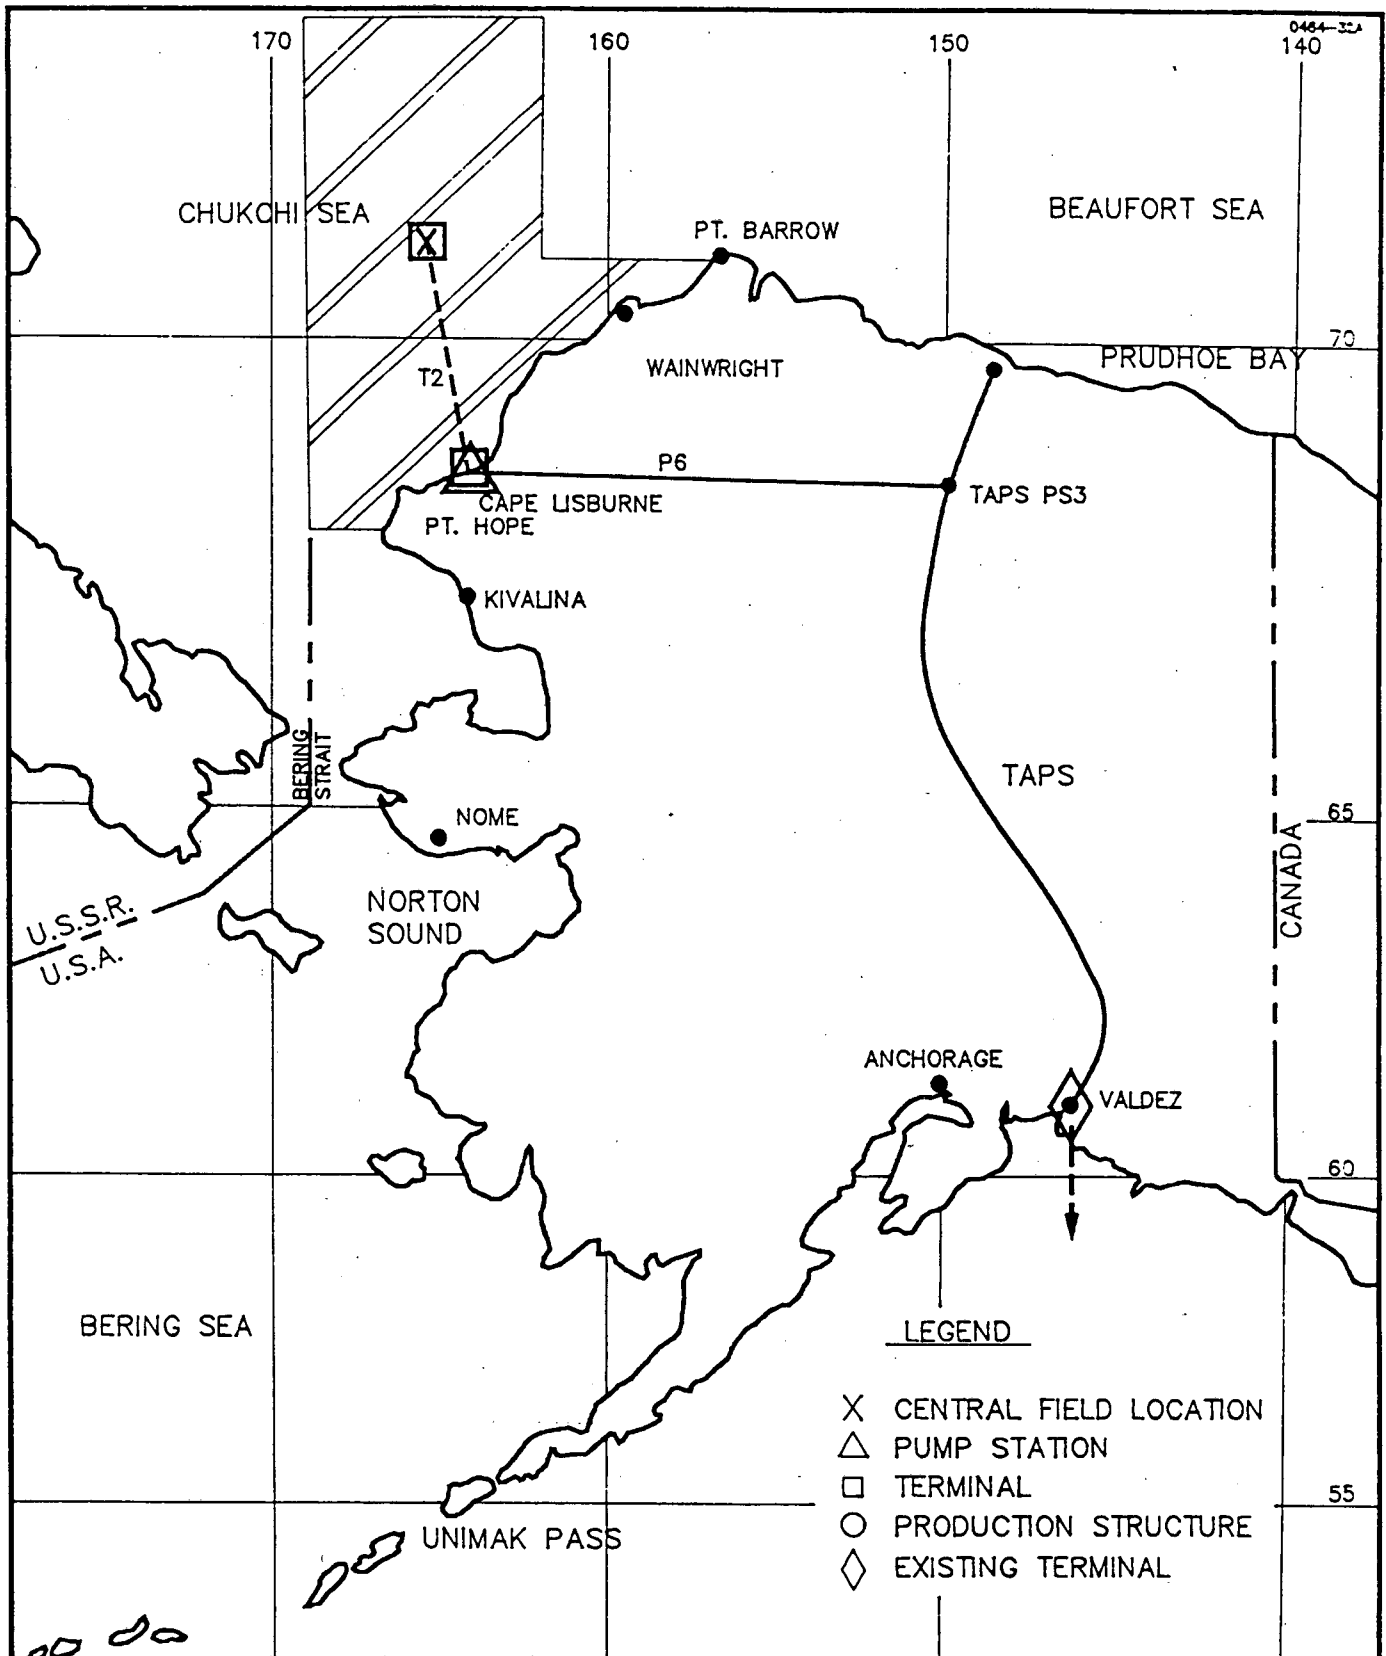 0464-32A
170
160
150
140
CHUKCHI SEA
BEAUFORT SEA
PT. BARROW
70
PRUDHOE BAY
WAINWRIGHT
T2
P6
TAPS PS3
CAPE LISBURNE
PT. HOPE
KIVALINA
BERING
STRAIT
TAPS
65
NOME
CANADA
NORTON
SOUND
U.S.S.R.
U.S.A.
ANCHORAGE
VALDEZ
60
BERING SEA
LEGEND
X CENTRAL FIELD LOCATION
PUMP STATION
TERMINAL
55
PRODUCTION STRUCTURE
UNIMAK PASS
EXISTING TERMINAL